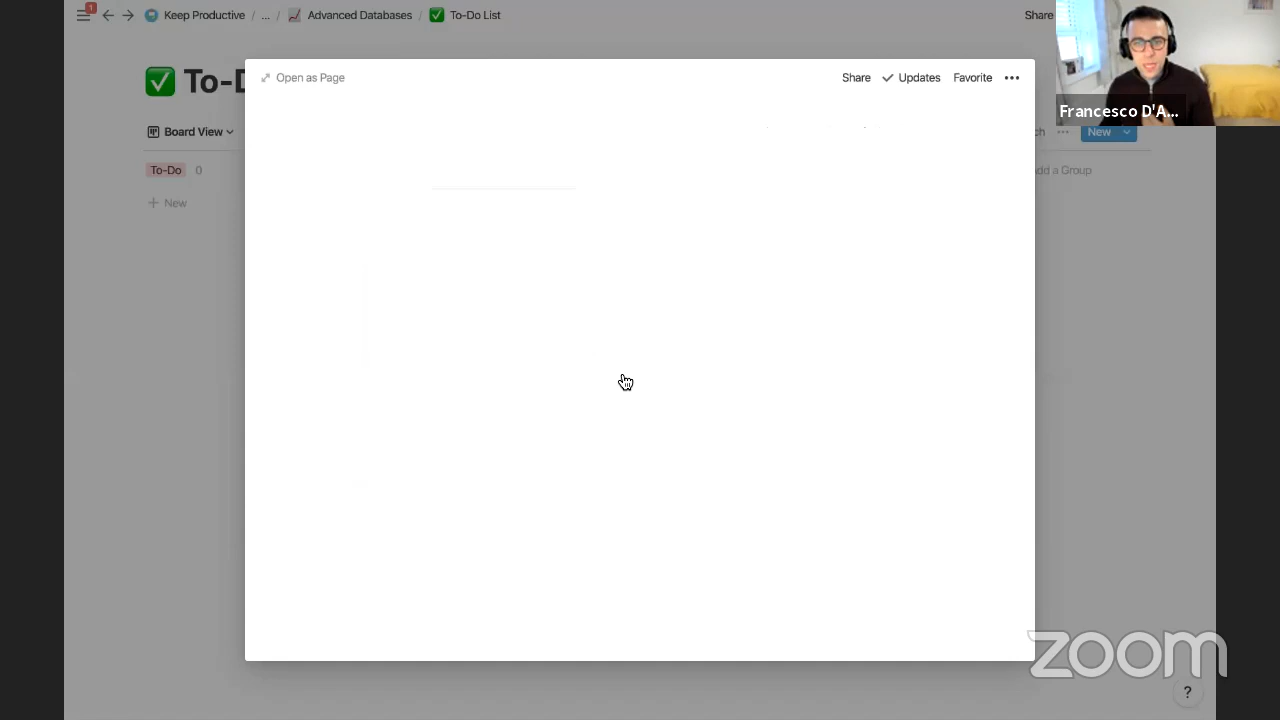 1 Keep Productive / ... / Advanced Databases / To-Do List Share
Open as Page Share Updates Favorite
Board View New
To-Do 0 Add a Group
New
Francesco D'A...
zoom
?